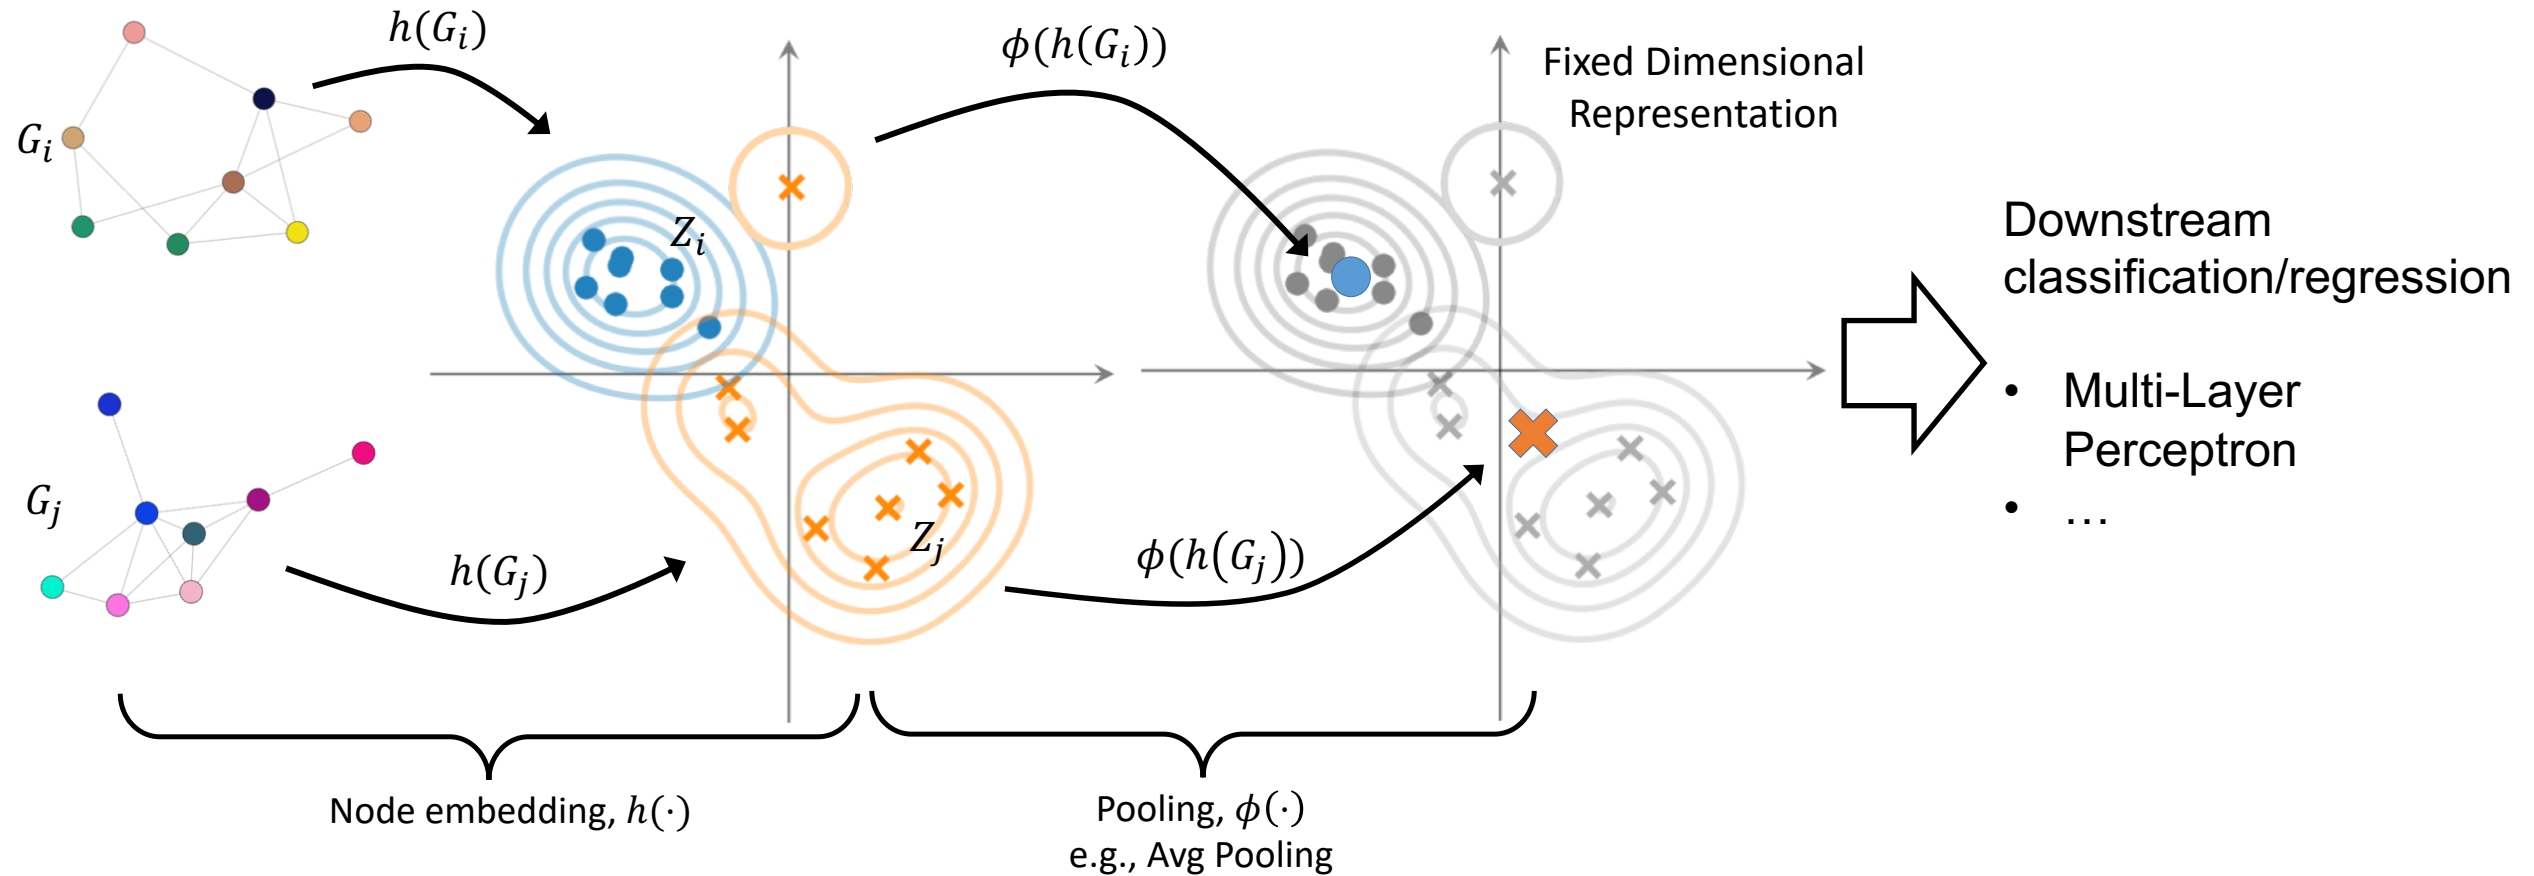 h(G_i)
ϕ(h(G_i))
Fixed Dimensional
Representation
G_i
Z_i
Downstream
classification/regression
• Multi-Layer
Perceptron
• …
G_j
Z_j
h(G_j)
ϕ(h(G_j))
Node embedding, h(·)
Pooling, ϕ(·)
e.g., Avg Pooling